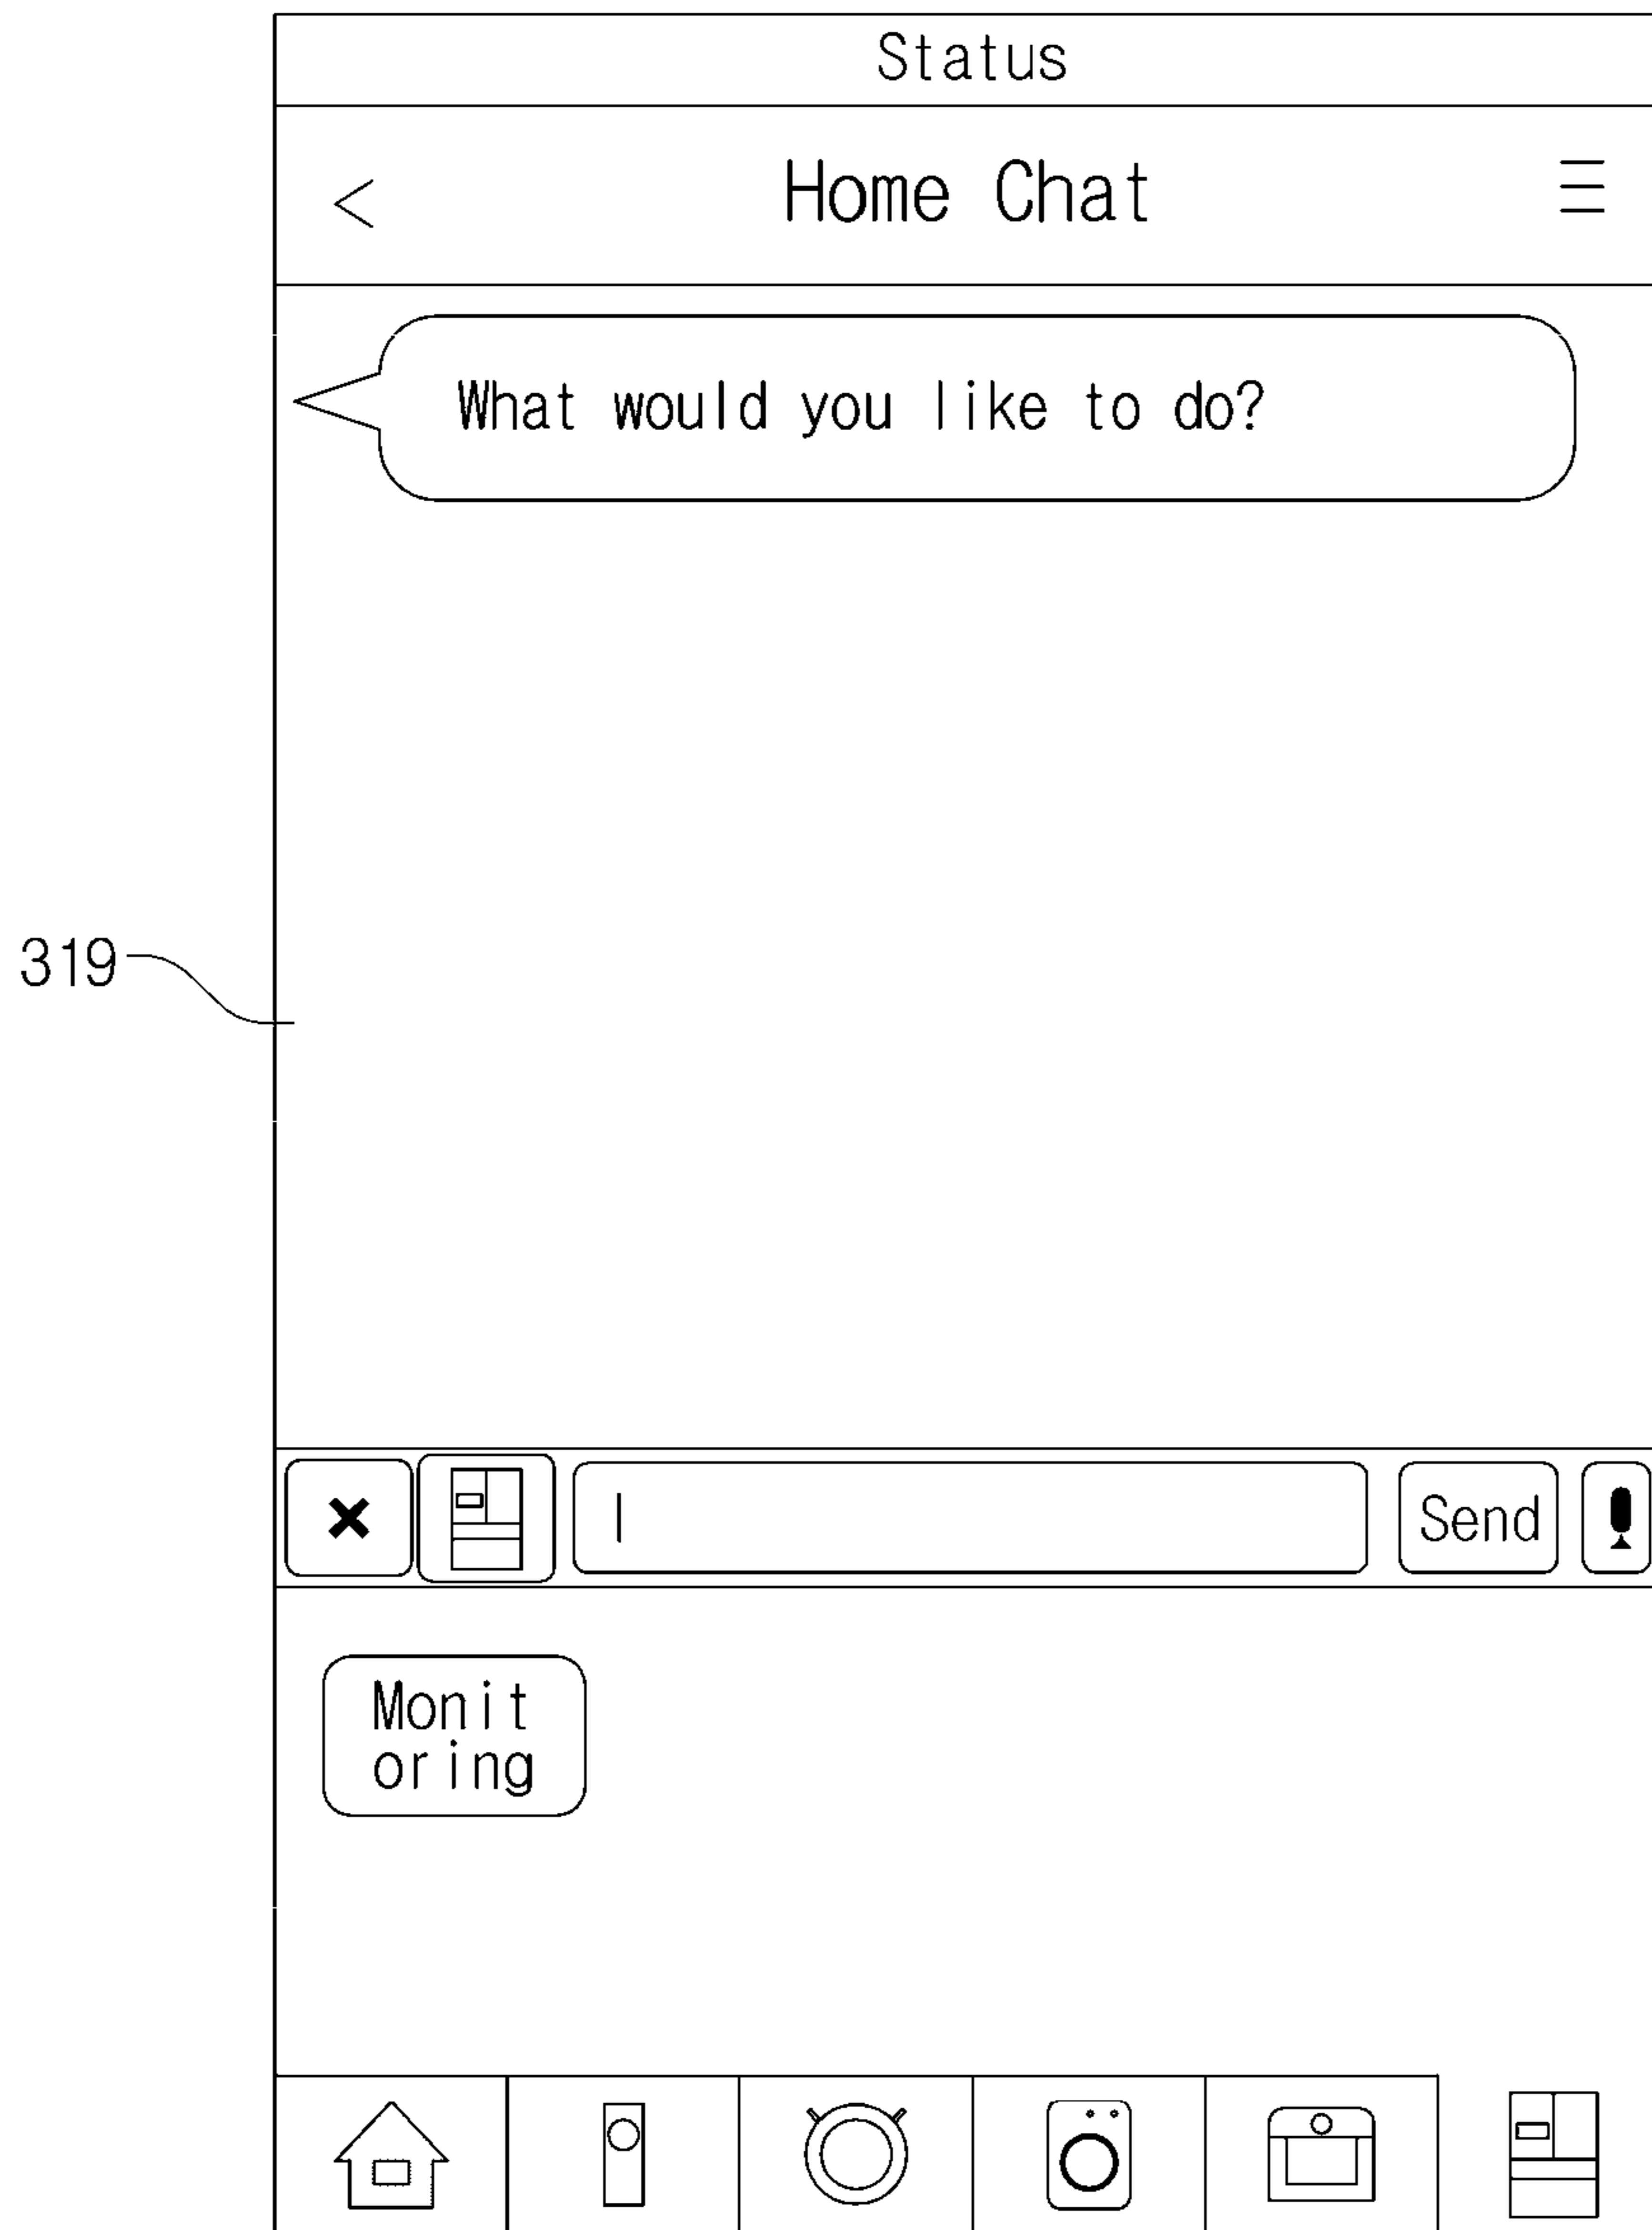 Status
Home Chat
What would you like to do?
319
Send
Monit
oring